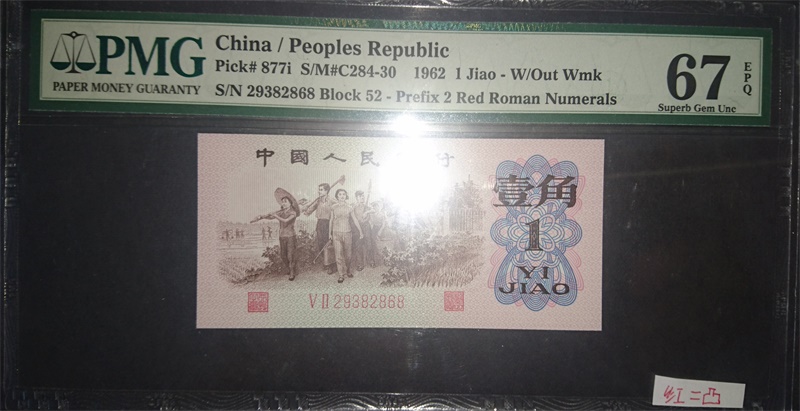 PMG
PAPER MONEY GUARANTY
China / Peoples Republic
Pick# 877i S/M#C284-30 1962 1 Jiao - W/Out Wmk
S/N 29382868 Block 52 - Prefix 2 Red Roman Numerals
67
EPQ
Superb Gem Unc
中國人民 行
壹角
1
YI
JIAO
V II 29382868
红二凸